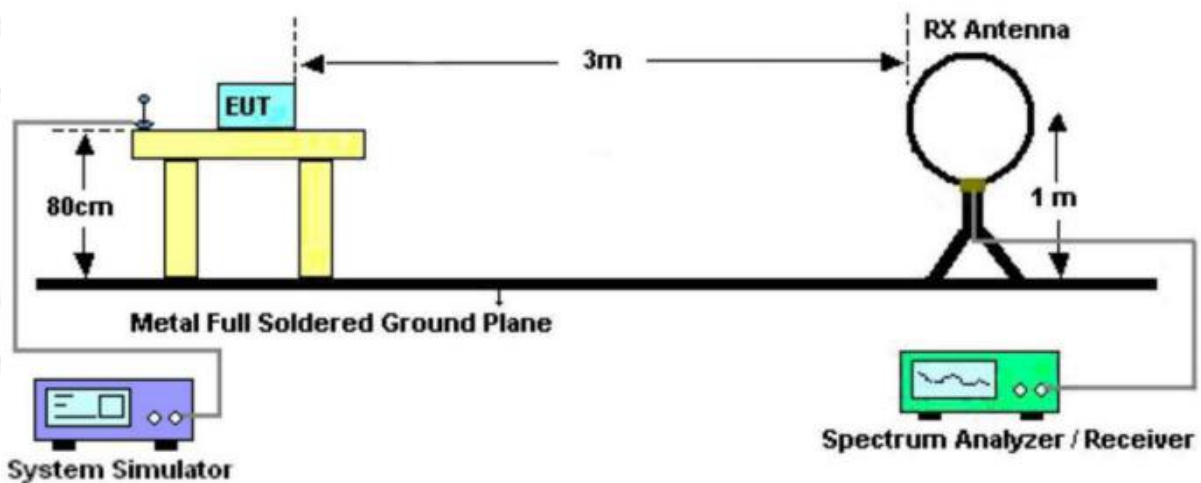 RX Antenna
3m
EUT
80cm
1 m
Metal Full Soldered Ground Plane
System Simulator
Spectrum Analyzer / Receiver